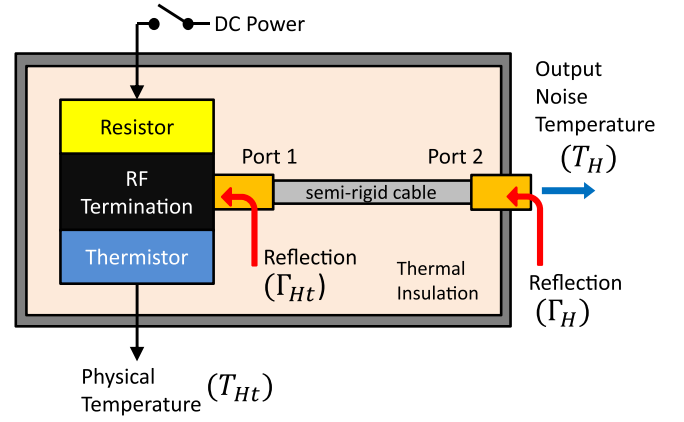 DC Power
Output
Noise
Temperature
(T_H)
Resistor
Port 1
Port 2
RF
Termination
semi-rigid cable
Thermistor
Reflection
(Γ_Ht)
Thermal
Insulation
Reflection
(Γ_H)
Physical
Temperature (T_Ht)